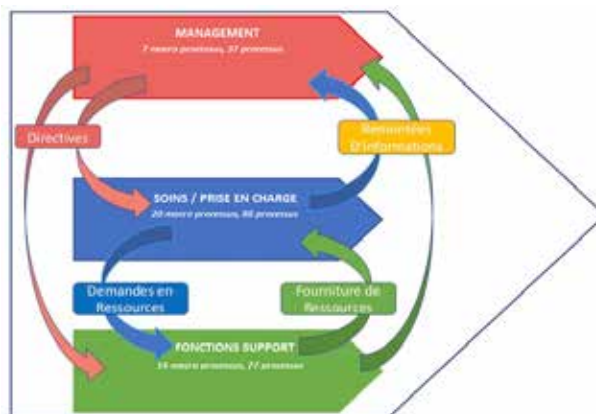 MANAGEMENT
7 macro processus, 37 processus
Directives
Remontées
D'informations
SOINS / PRISE EN CHARGE
20 macro processus, 86 processus
Demandes en
Ressources
Fourniture de
Ressources
FONCTIONS SUPPORT
macro processus, 77 processus